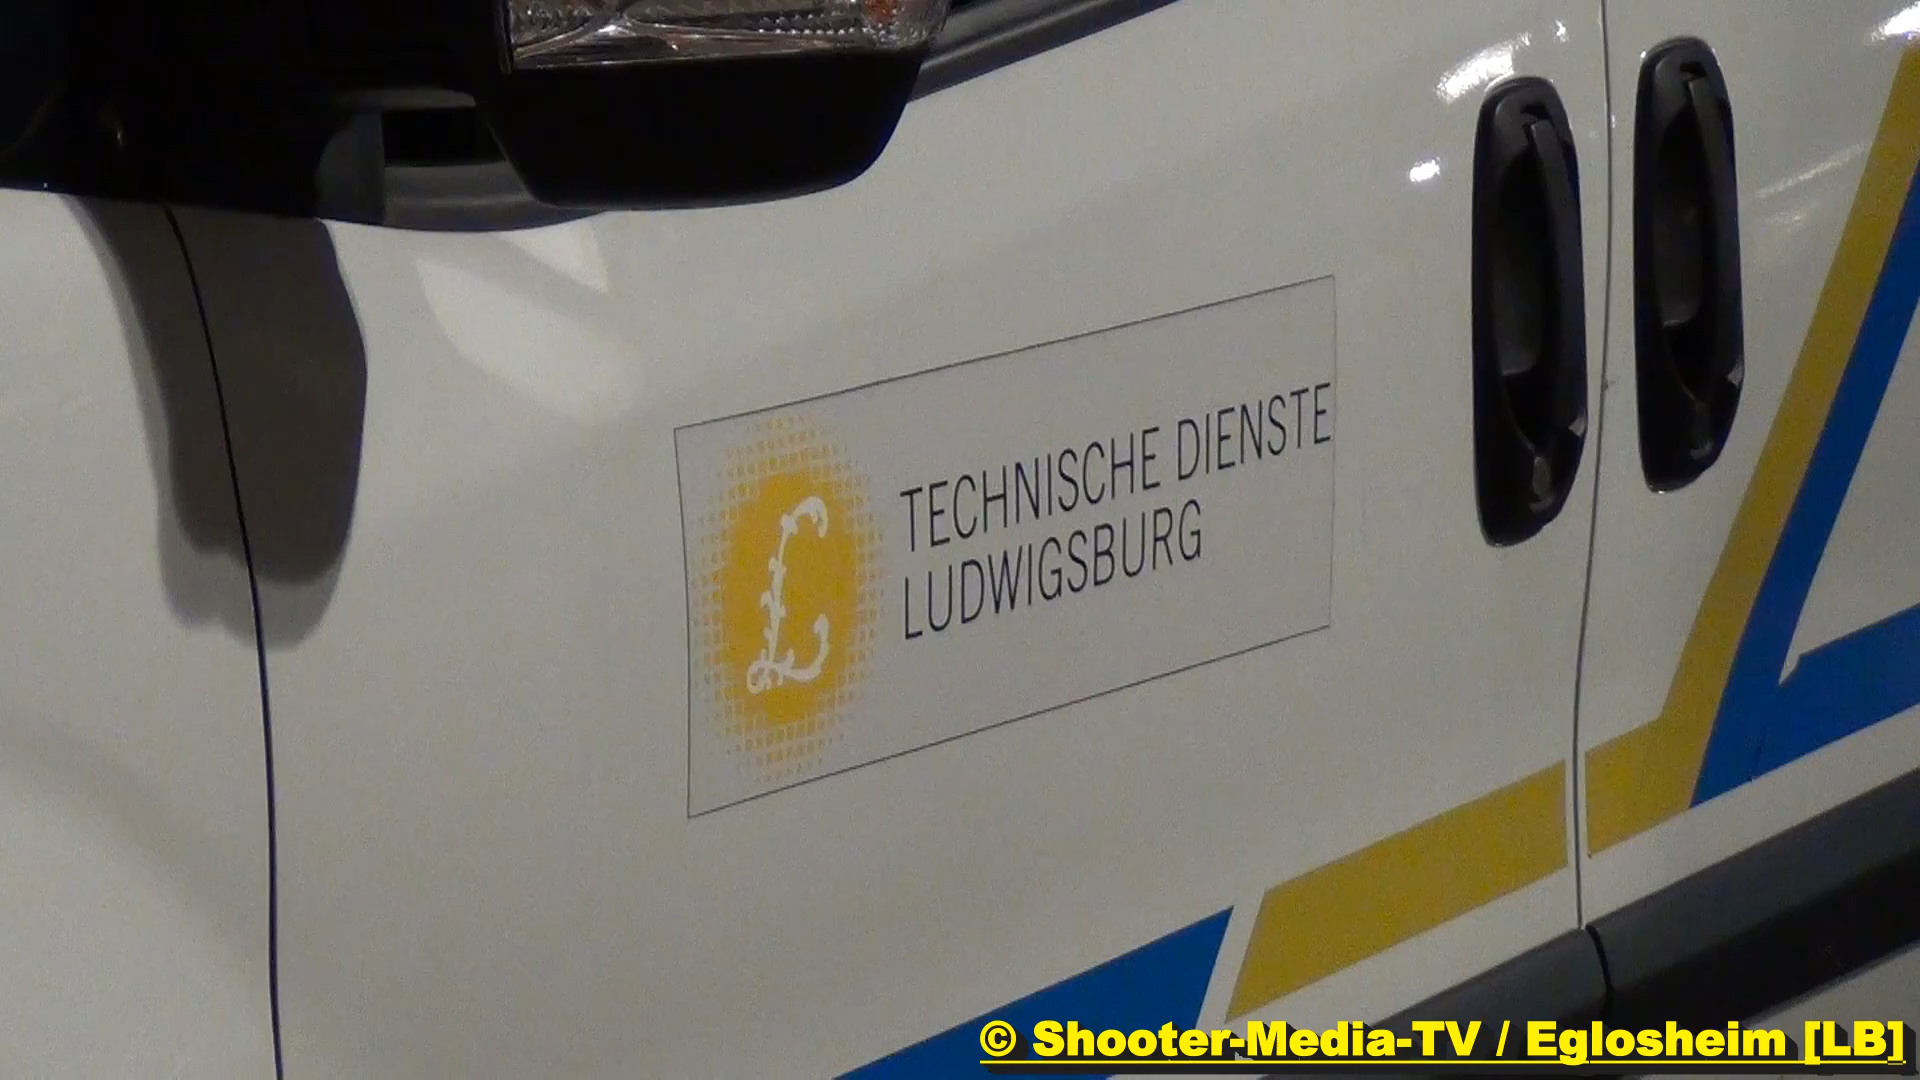 £
TECHNISCHE DIENSTE
LUDWIGSBURG
© Shooter-Media-TV / Eglosheim [LB]